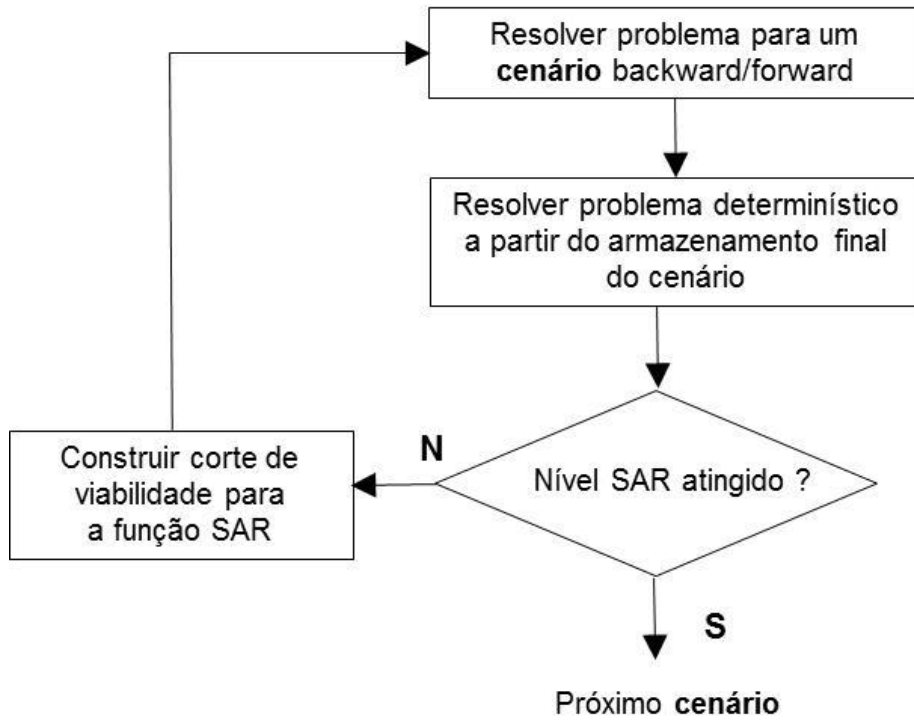 Resolver problema para um
cenário backward/forward
Resolver problema determinístico
a partir do armazenamento final
do cenário
Nível SAR atingido ?
N
Construir corte de
viabilidade para
a função SAR
S
Próximo cenário